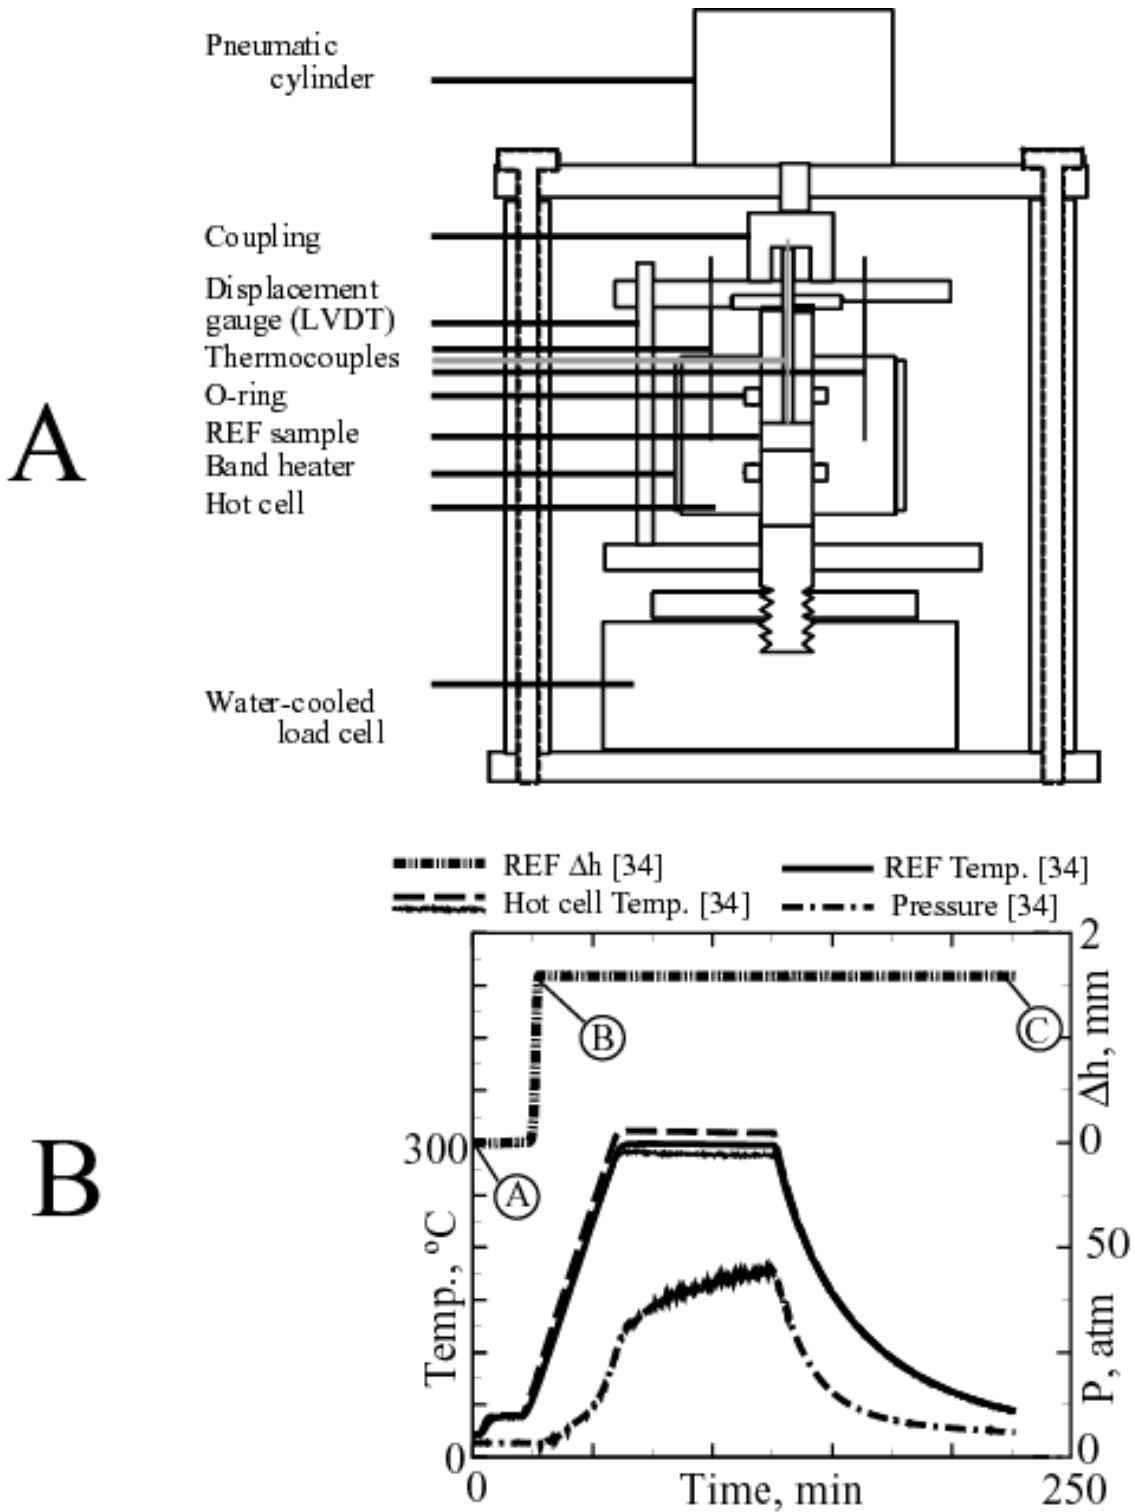 Pneumatic
cylinder
Coupling
Displacement
gauge (LVDT)
Thermocouples
O-ring
REF sample
Band heater
Hot cell
A
Water-cooled
load cell
REF Δh [34]
REF Temp. [34]
Hot cell Temp. [34]
Pressure [34]
2
B
C
Δh, mm
300
0
A
B
50
Temp., ºC
P, atm
0
0
0
Time, min
250